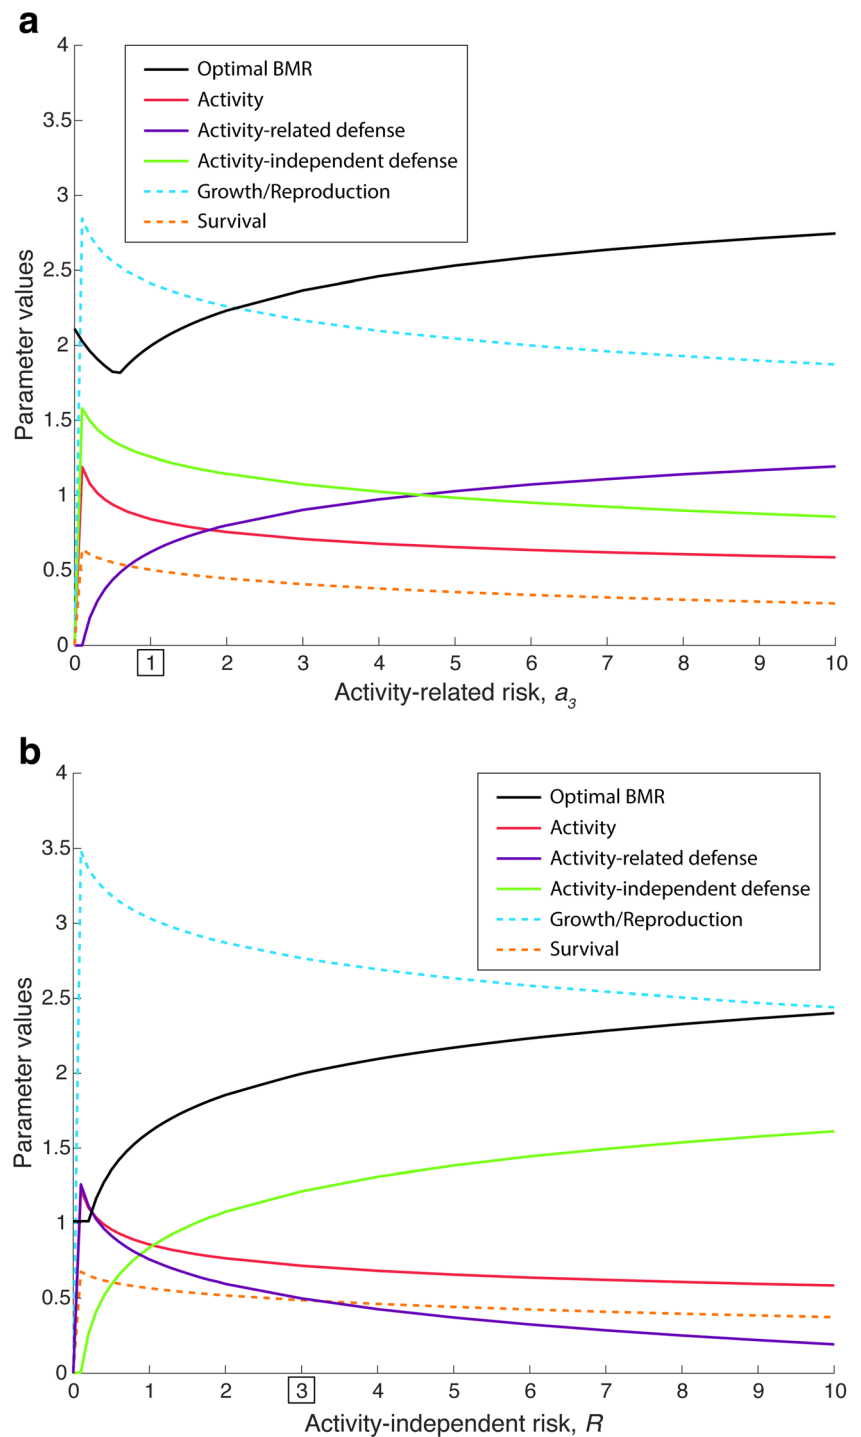 a
4
3.5
3
2.5
2
1.5
1
0.5
0
Parameter values
Optimal BMR
Activity
Activity-related defense
Activity-independent defense
Growth/Reproduction
Survival
0 1 2 3 4 5 6 7 8 9 10
Activity-related risk, a3
b
4
3.5
3
2.5
2
1.5
1
0.5
0
Parameter values
Optimal BMR
Activity
Activity-related defense
Activity-independent defense
Growth/Reproduction
Survival
0 1 2 3 4 5 6 7 8 9 10
Activity-independent risk, R